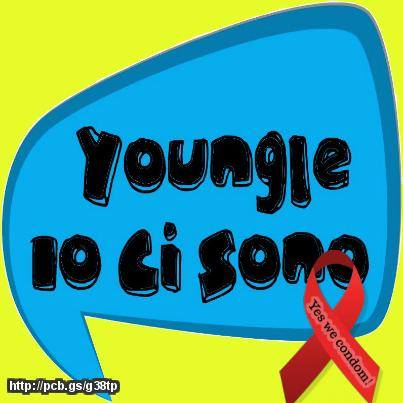 Youngle
Io Ci Sono
Yes we condom!
http://pcb.gs/g38tp